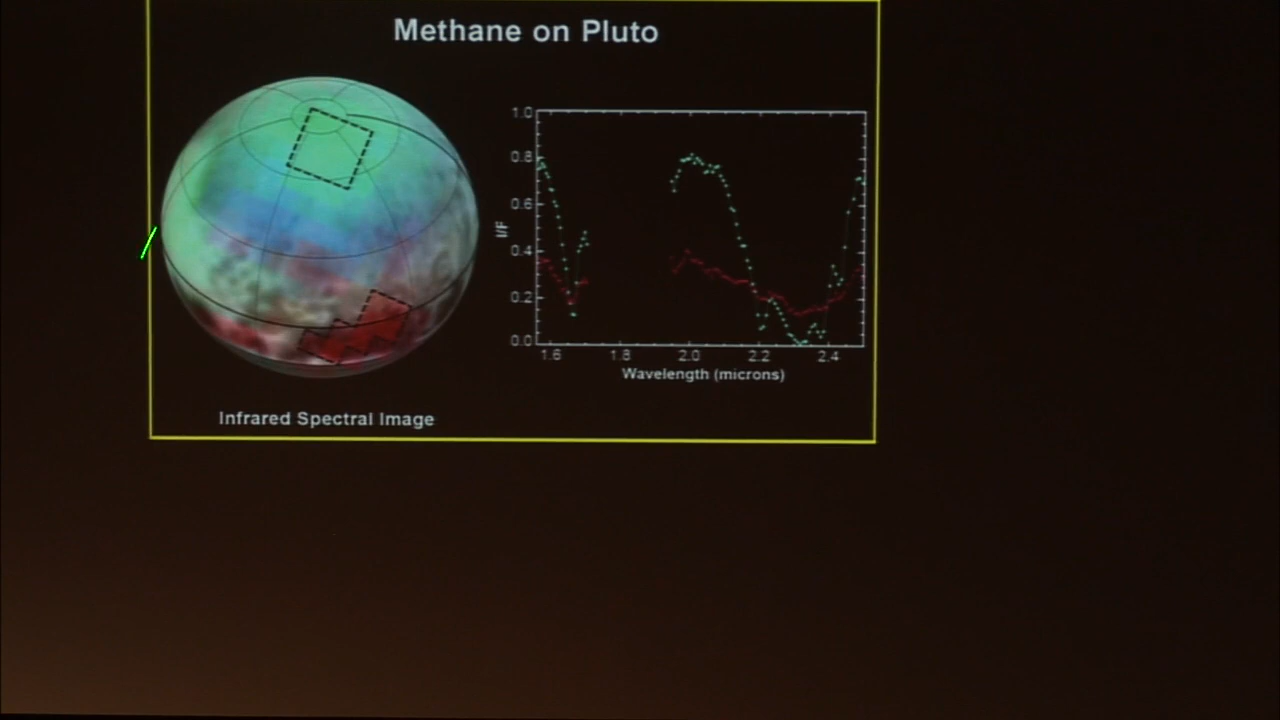 Methane on Pluto
1.0
0.8
0.6
0.4
0.2
0.0
I/F
1.6 1.8 2.0 2.2 2.4
Wavelength (microns)
Infrared Spectral Image